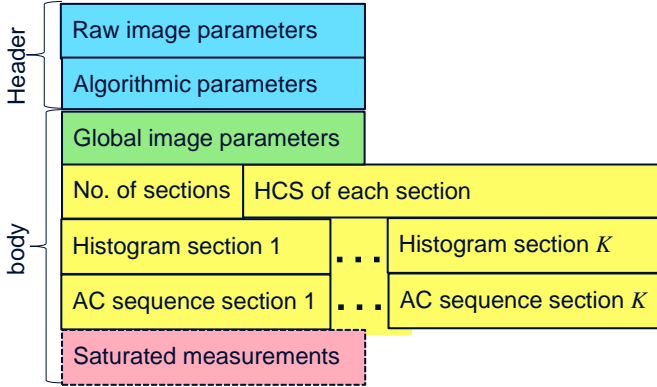 Header
Raw image parameters
Algorithmic parameters
body
Global image parameters
No. of sections HCS of each section
Histogram section 1 ... Histogram section K
AC sequence section 1 ... AC sequence section K
Saturated measurements